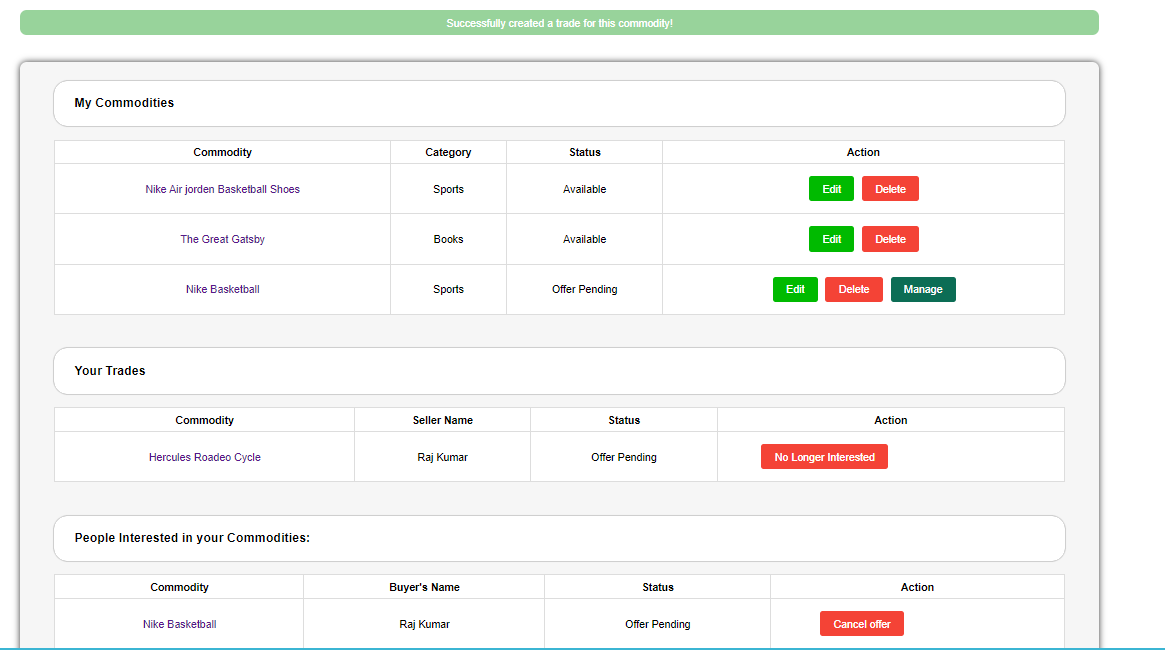 Successfully created a trade for this commodity!
My Commodities
Commodity Category Status Action
Nike Air jorden Basketball Shoes Sports Available Edit Delete
The Great Gatsby Books Available Edit Delete
Nike Basketball Sports Offer Pending Edit Delete Manage
Your Trades
Commodity Seller Name Status Action
Hercules Roadeo Cycle Raj Kumar Offer Pending No Longer Interested
People Interested in your Commodities:
Commodity Buyer's Name Status Action
Nike Basketball Raj Kumar Offer Pending Cancel offer